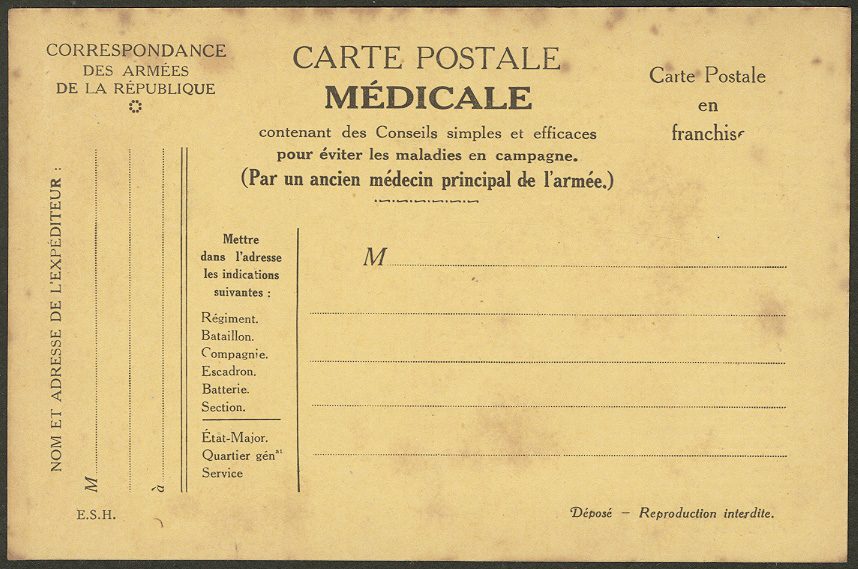 CORRESPONDANCE
DES ARMÉES
DE LA RÉPUBLIQUE
CARTE POSTALE
MÉDICALE
contenant des Conseils simples et efficaces
pour éviter les maladies en campagne.
(Par un ancien médecin principal de l'armée.)
Carte Postale
en
franchise
NOM ET ADRESSE DE L'EXPÉDITEUR :
M
à
Mettre
dans l'adresse
les indications
suivantes :
Régiment.
Bataillon.
Compagnie.
Escadron.
Batterie.
Section.
État-Major.
Quartier génᵃˡ
Service
M
E.S.H.
Déposé — Reproduction interdite.